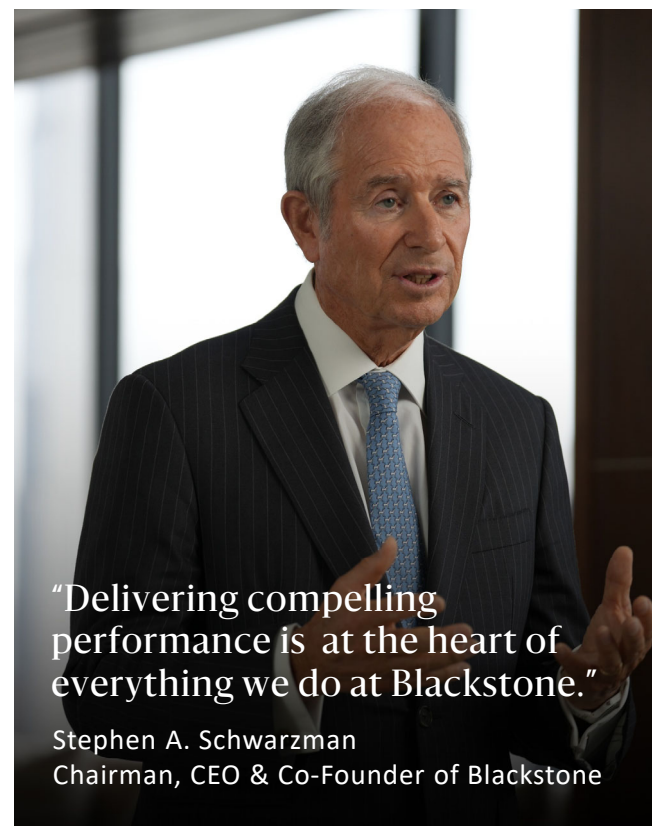 “Delivering compelling
performance is  at the heart of
everything we do at Blackstone.”
Stephen A. Schwarzman
Chairman, CEO & Co-Founder of Blackstone